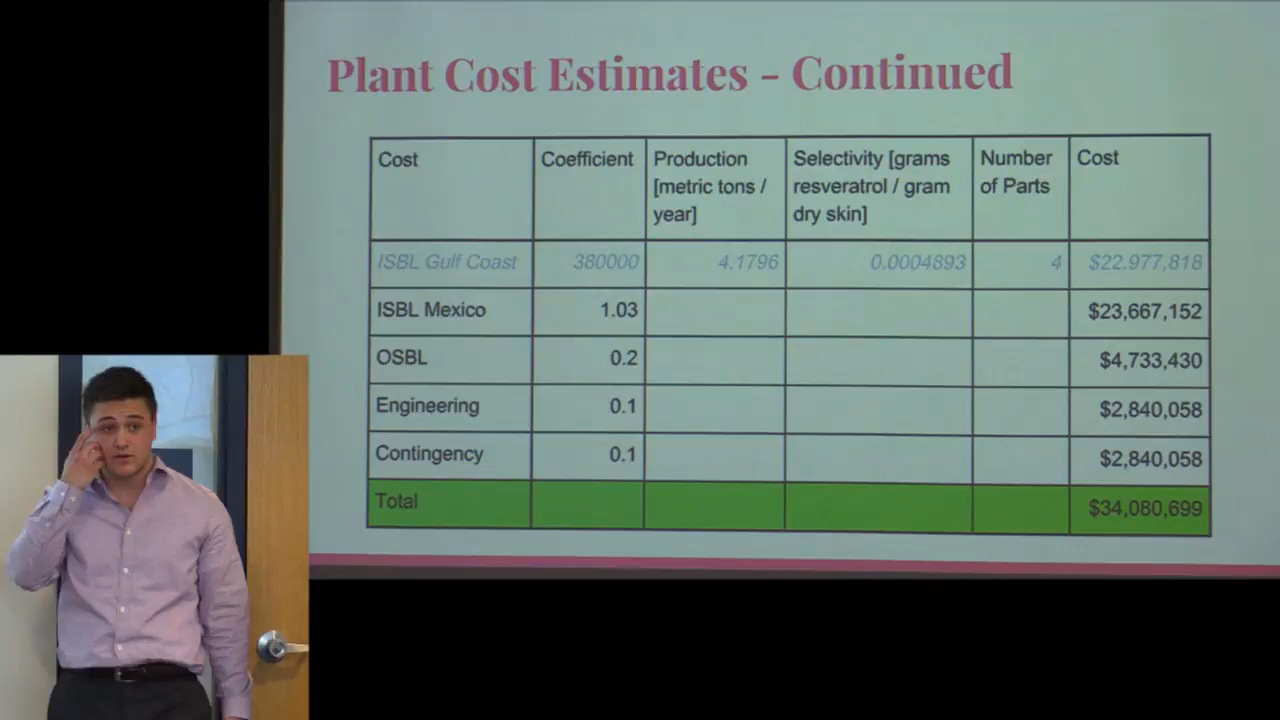 Plant Cost Estimates - Continued
Cost Coefficient Production [metric tons / year] Selectivity [grams resveratrol / gram dry skin] Number of Parts Cost
ISBL Gulf Coast 380000 4.1796 0.0004893 4 $22.977,818
ISBL Mexico 1.03 $23,667,152
OSBL 0.2 $4,733,430
Engineering 0.1 $2,840,058
Contingency 0.1 $2,840,058
Total $34,080,699